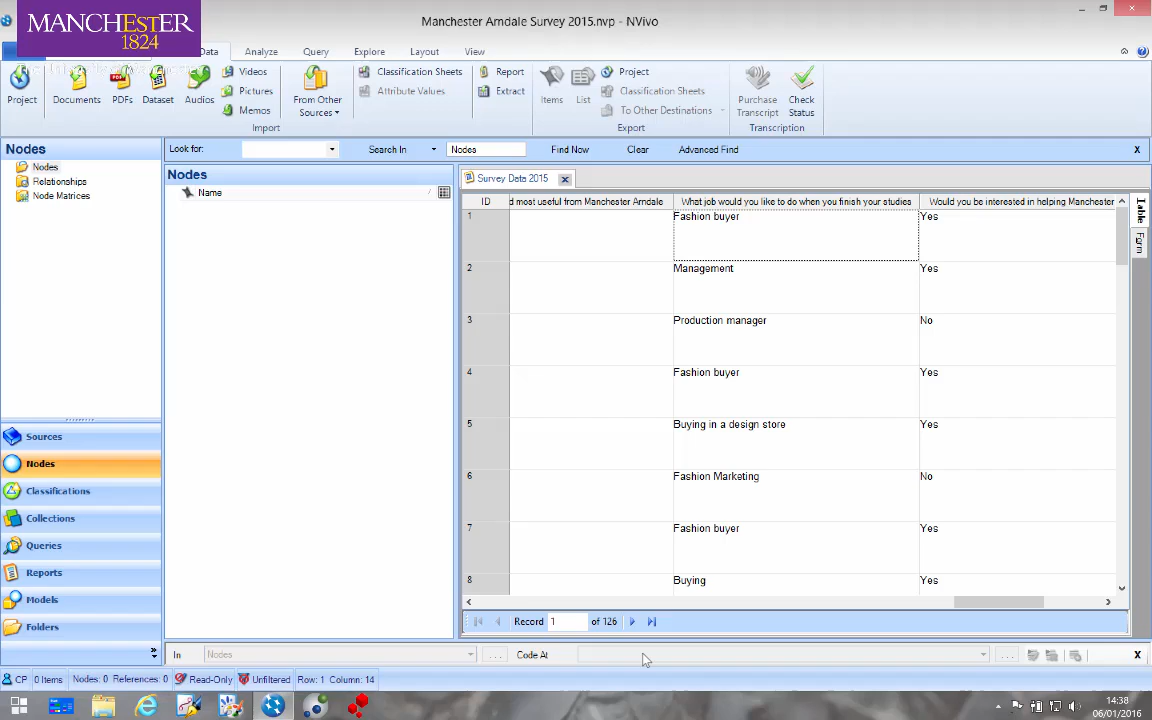 MANCHESTER
1824
Manchester Arndale Survey 2015.nvp - NVivo
Data Analyze Query Explore Layout View
Project
Documents
PDFs
Dataset
Audios
Videos
Pictures
Memos
From Other
Sources
Import
Classification Sheets
Attribute Values
Report
Extract
Items
List
Project
Classification Sheets
To Other Destinations
Export
Purchase
Transcript
Check
Status
Transcription
Nodes
Look for: Search In Nodes Find Now Clear Advanced Find x
Nodes
Relationships
Node Matrices
Nodes
Name
Survey Data 2015
ID d most useful from Manchester Arndale What job would you like to do when you finish your studies Would you be interested in helping Manchester
1 Fashion buyer Yes
2 Management Yes
3 Production manager No
4 Fashion buyer Yes
5 Buying in a design store Yes
6 Fashion Marketing No
7 Fashion buyer Yes
8 Buying Yes
Table
Form
Sources
Nodes
Classifications
Collections
Queries
Reports
Models
Folders
Record 1 of 126
In Nodes ... Code At ... x
CP 0 Items Nodes: 0 References: 0 Read-Only Unfiltered Row: 1 Column: 14
14:38
06/01/2016